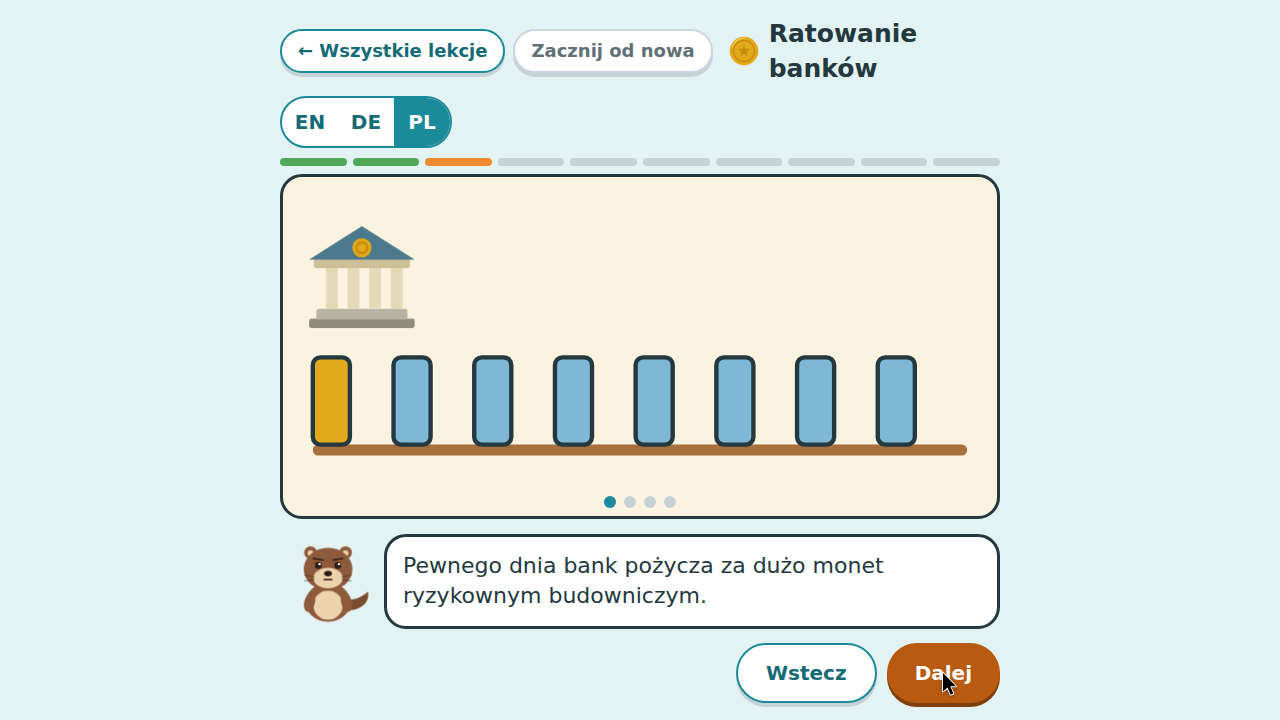 ← Wszystkie lekcje
Zacznij od nowa
Ratowanie
banków
EN DE PL
Pewnego dnia bank pożycza za dużo monet
ryzykownym budowniczym.
Wstecz
Dalej